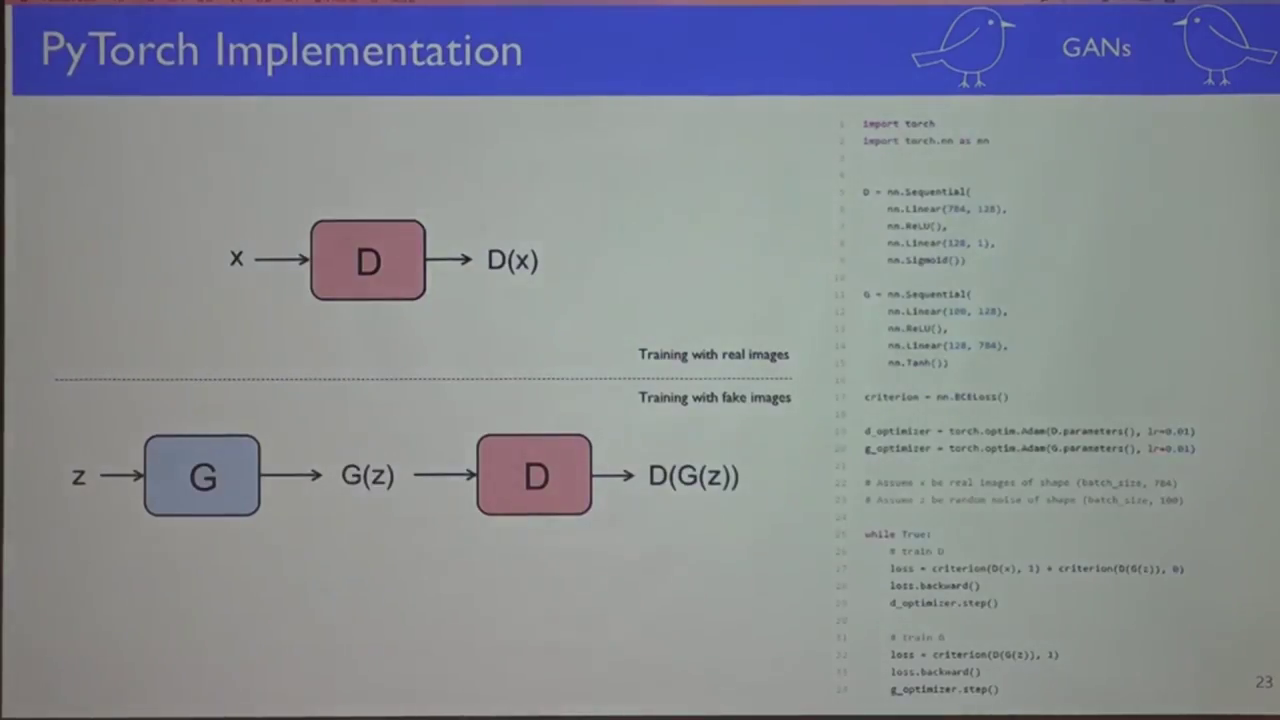 PyTorch Implementation
GANs
x
D
D(x)
Training with real images
Training with fake images
z
G
G(z)
D
D(G(z))
1 import torch
2 import torch.nn as nn
3
4
5 D = nn.Sequential(
6 nn.Linear(784, 128),
7 nn.ReLU(),
8 nn.Linear(128, 1),
9 nn.Sigmoid())
10
11 G = nn.Sequential(
12 nn.Linear(100, 128),
13 nn.ReLU(),
14 nn.Linear(128, 784),
15 nn.Tanh())
16
17 criterion = nn.BCELoss()
18
19 d_optimizer = torch.optim.Adam(D.parameters(), lr=0.01)
20 g_optimizer = torch.optim.Adam(G.parameters(), lr=0.01)
21
22 # Assume x be real images of shape (batch_size, 784)
23 # Assume z be random noise of shape (batch_size, 100)
24
25 while True:
26 # train D
27 loss = criterion(D(x), 1) + criterion(D(G(z)), 0)
28 loss.backward()
29 d_optimizer.step()
30
31 # train G
32 loss = criterion(D(G(z)), 1)
33 loss.backward()
34 g_optimizer.step()
23